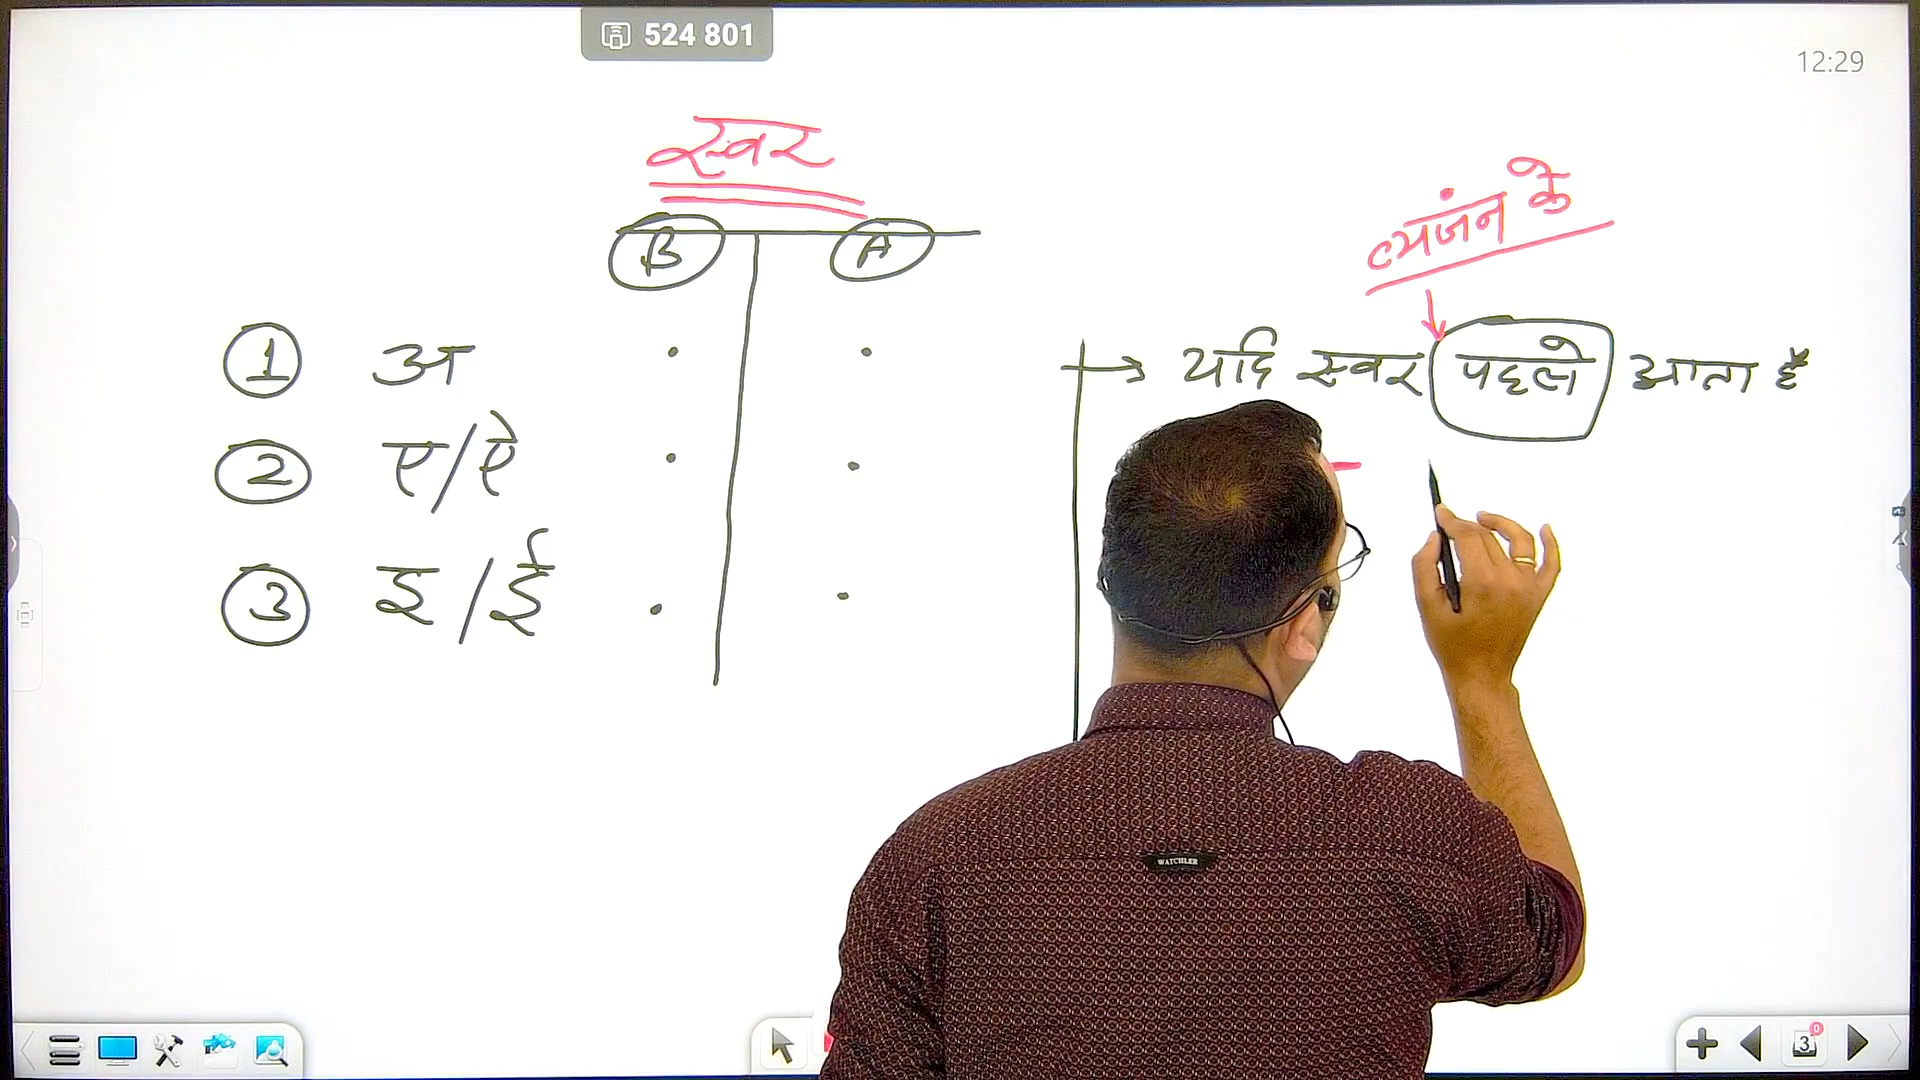 524 801
12:29
स्वर
B A
व्यंजन के
1 अ
यदि स्वर पहले आता है
2 ए/ऐ
3 इ/ई
WATCHLER
3